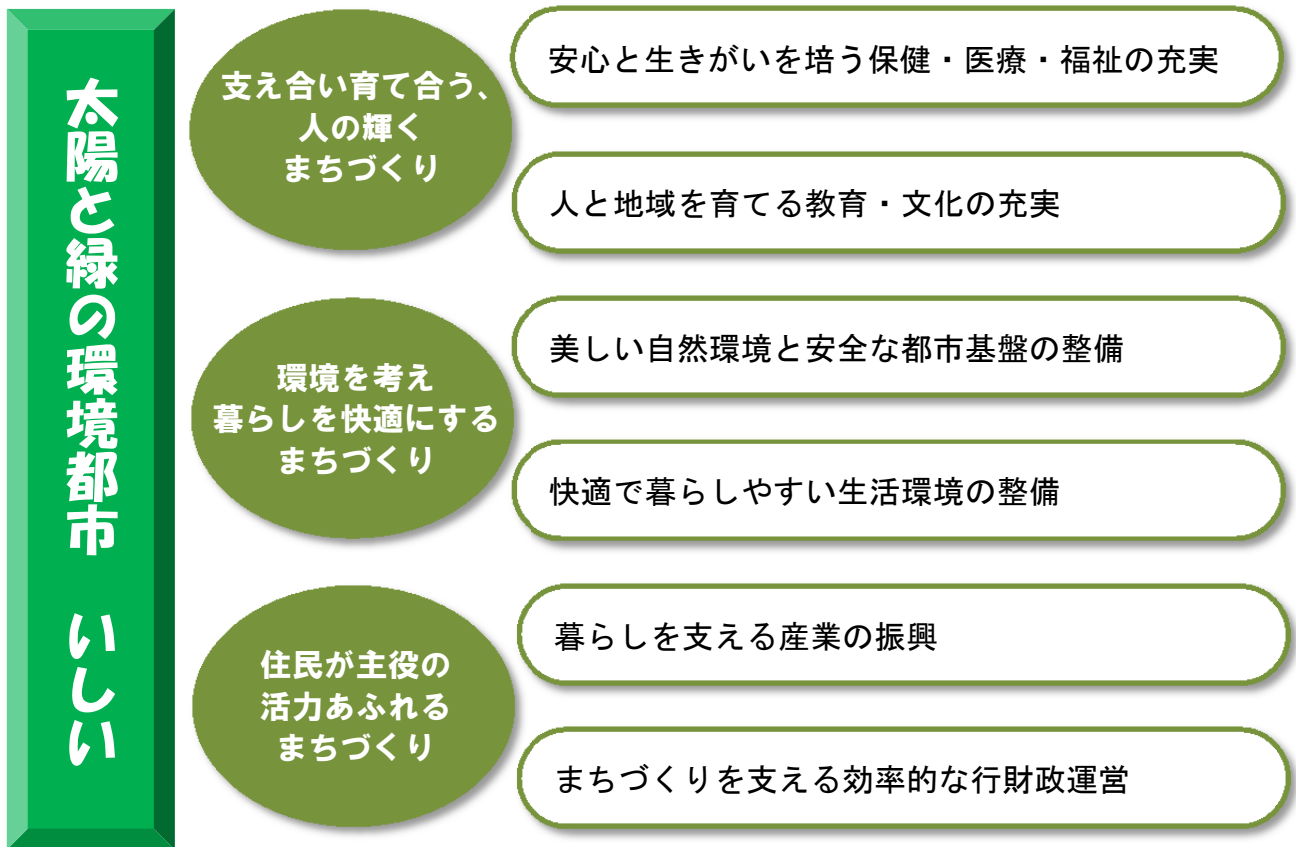 太陽と緑の環境都市　いしい
支え合い育て合う、
人の輝く
まちづくり
安心と生きがいを培う保健・医療・福祉の充実
人と地域を育てる教育・文化の充実
環境を考え
暮らしを快適にする
まちづくり
美しい自然環境と安全な都市基盤の整備
快適で暮らしやすい生活環境の整備
住民が主役の
活力あふれる
まちづくり
暮らしを支える産業の振興
まちづくりを支える効率的な行財政運営